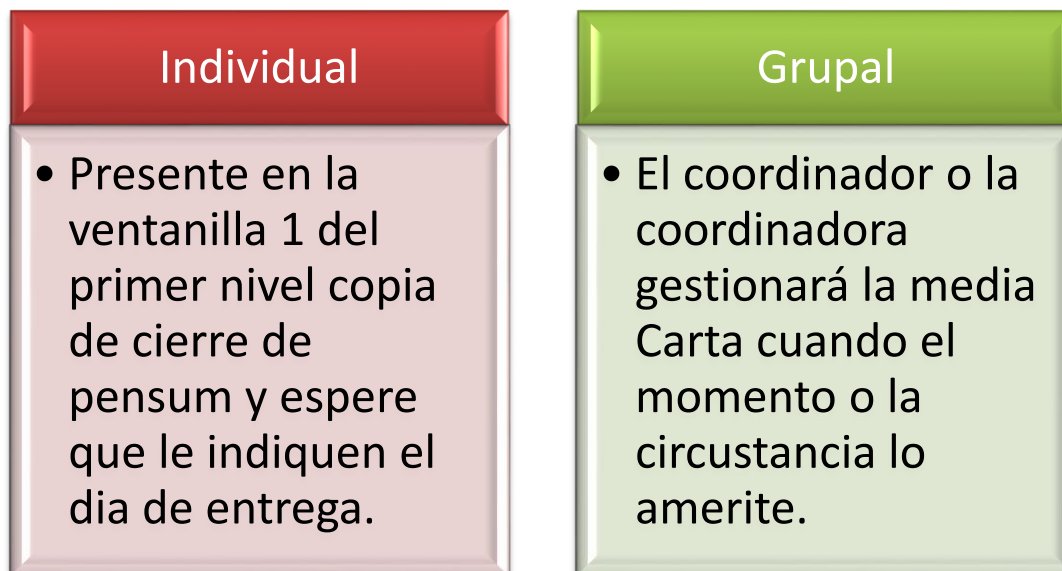 Individual
• Presente en la
ventanilla 1 del
primer nivel copia
de cierre de
pensum y espere
que le indiquen el
dia de entrega.
Grupal
• El coordinador o la
coordinadora
gestionará la media
Carta cuando el
momento o la
circustancia lo
amerite.